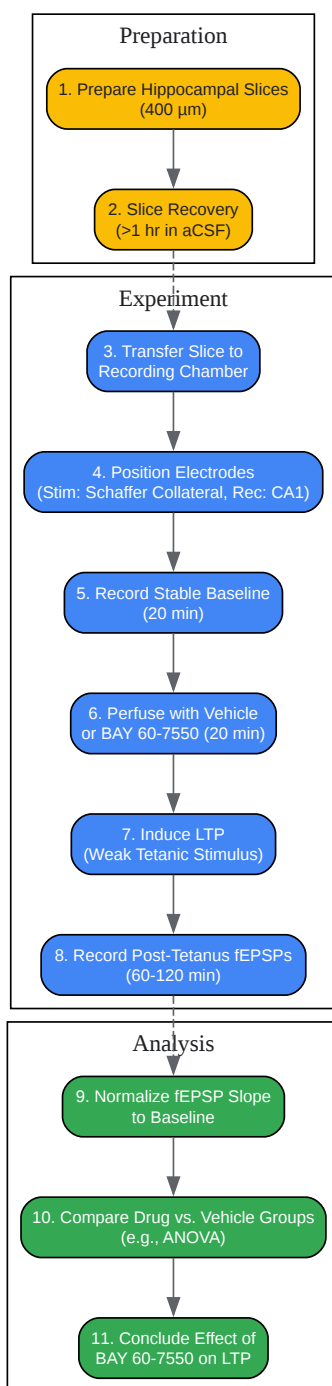 Preparation
1. Prepare Hippocampal Slices
(400 µm)
2. Slice Recovery
(>1 hr in aCSF)
Experiment
3. Transfer Slice to
Recording Chamber
4. Position Electrodes
(Stim: Schaffer Collateral, Rec: CA1)
5. Record Stable Baseline
(20 min)
6. Perfuse with Vehicle
or BAY 60-7550 (20 min)
7. Induce LTP
(Weak Tetanic Stimulus)
8. Record Post-Tetanus fEPSPs
(60-120 min)
Analysis
9. Normalize fEPSP Slope
to Baseline
10. Compare Drug vs. Vehicle Groups
(e.g., ANOVA)
11. Conclude Effect of
BAY 60-7550 on LTP